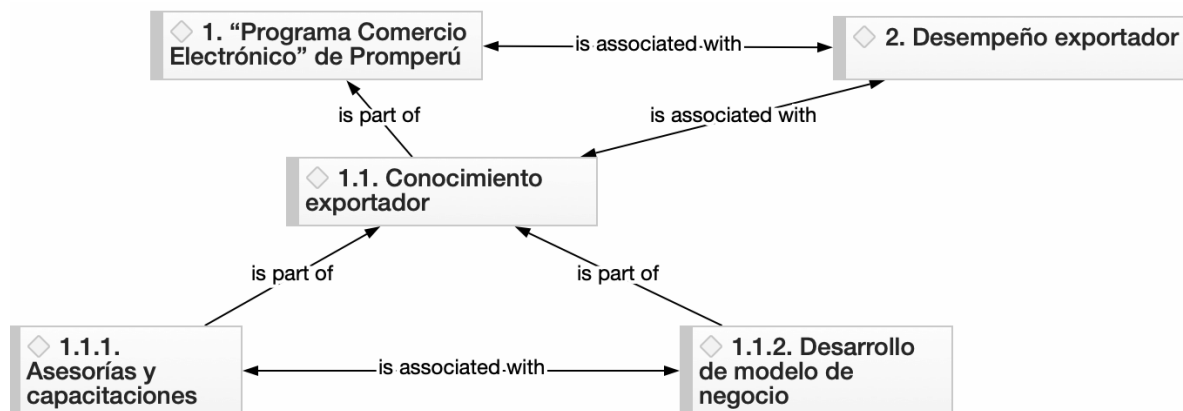 1. “Programa Comercio
Electrónico” de Promperú
is associated with
2. Desempeño exportador
is part of
is associated with
1.1. Conocimiento
exportador
is part of
is part of
1.1.1.
Asesorías y
capacitaciones
is associated with
1.1.2. Desarrollo
de modelo de
negocio